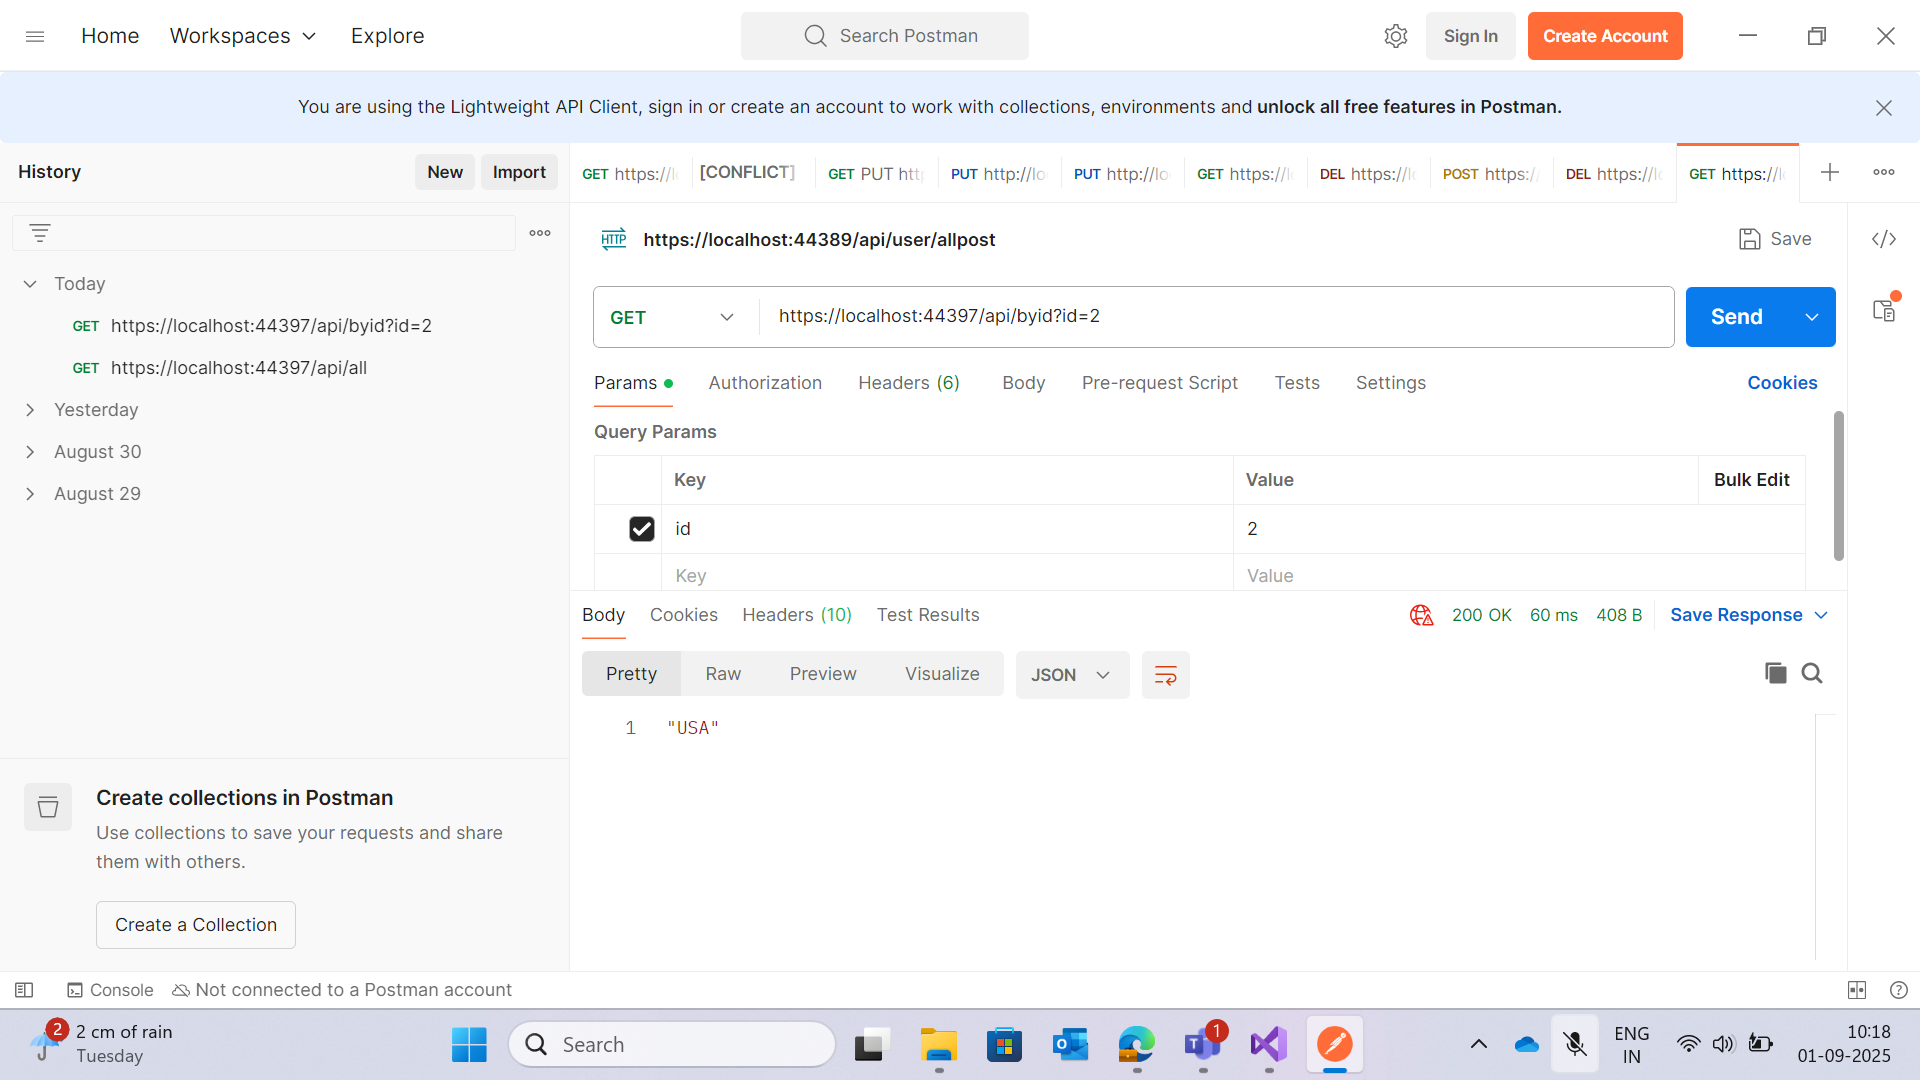 Home Workspaces Explore
Search Postman
Sign In Create Account
You are using the Lightweight API Client, sign in or create an account to work with collections, environments and unlock all free features in Postman.
History New Import
GET https://l [CONFLICT] GET PUT htt PUT http://lo PUT http://lo GET https://l DEL https://l POST https:/ DEL https://l GET https://l
HTTP https://localhost:44389/api/user/allpost Save
Today
GET https://localhost:44397/api/byid?id=2
GET https://localhost:44397/api/all
Yesterday
August 30
August 29
GET https://localhost:44397/api/byid?id=2 Send
Params Authorization Headers (6) Body Pre-request Script Tests Settings Cookies
Query Params
Key Value Bulk Edit
id 2
Key Value
Body Cookies Headers (10) Test Results 200 OK 60 ms 408 B Save Response
Pretty Raw Preview Visualize JSON
1 "USA"
Create collections in Postman
Use collections to save your requests and share
them with others.
Create a Collection
Console Not connected to a Postman account
2 2 cm of rain
Tuesday
Search
1
ENG
IN
10:18
01-09-2025